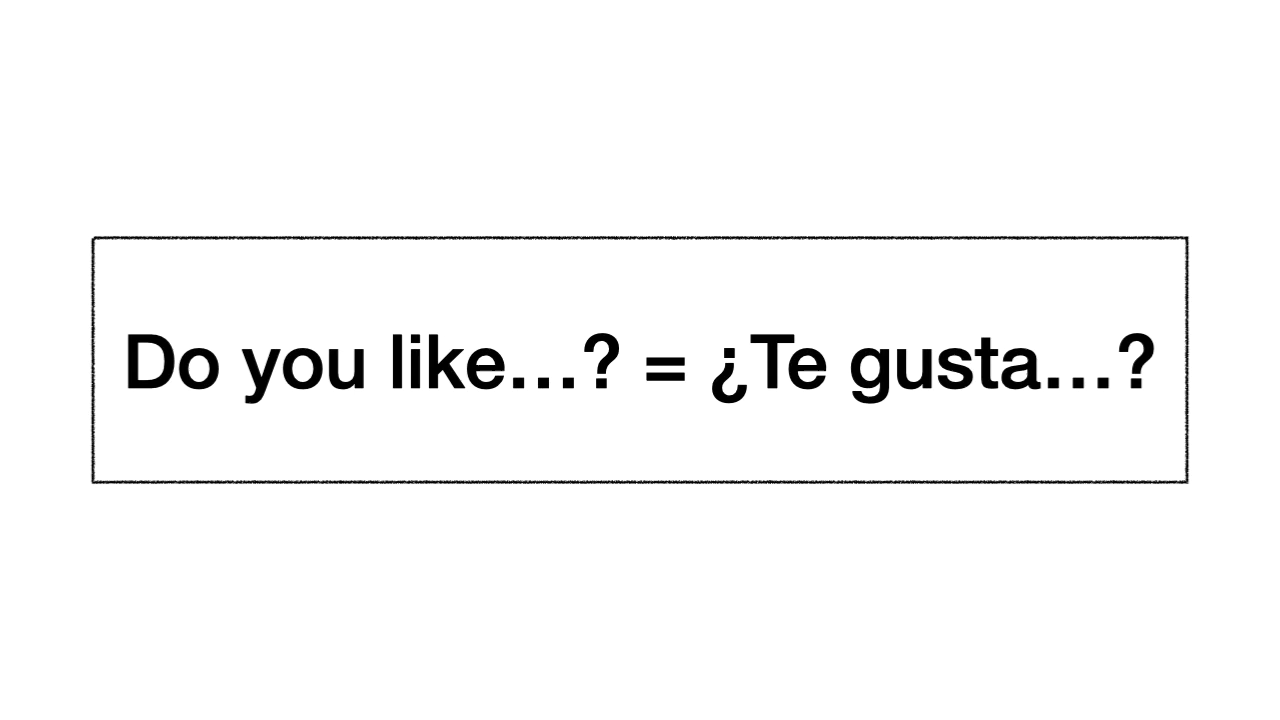 Do you like…? = ¿Te gusta…?